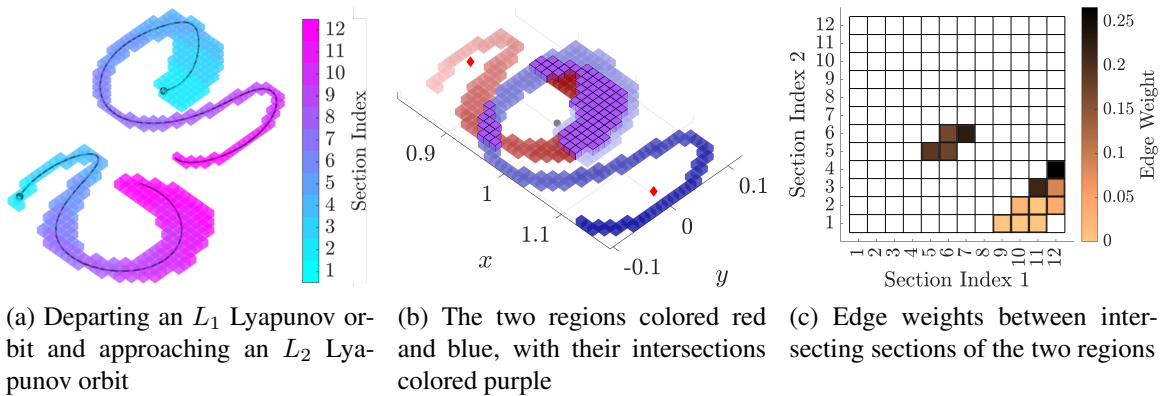 12
11
10
9
8
7
6
5
4
3
2
1
Section Index
0.9
1
1.1
x
-0.1
0
0.1
y
12
11
10
9
8
7
6
5
4
3
2
1
Section Index 2
1 2 3 4 5 6 7 8 9 10 11 12
Section Index 1
0.25
0.2
0.15
0.1
0.05
0
Edge Weight
(a) Departing an L₁ Lyapunov or-
bit and approaching an L₂ Lya-
punov orbit
(b) The two regions colored red
and blue, with their intersections
colored purple
(c) Edge weights between inter-
secting sections of the two regions